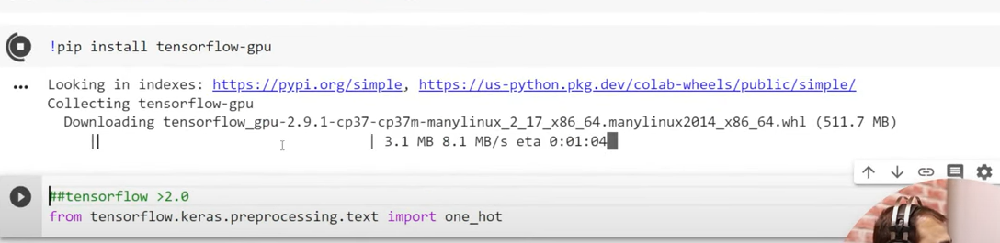 !pip install tensorflow-gpu
Looking in indexes: https://pypi.org/simple, https://us-python.pkg.dev/colab-wheels/public/simple/
Collecting tensorflow-gpu
Downloading tensorflow_gpu-2.9.1-cp37-cp37m-manylinux_2_17_x86_64.manylinux2014_x86_64.whl (511.7 MB)
|| | 3.1 MB 8.1 MB/s eta 0:01:04
##tensorflow >2.0
from tensorflow.keras.preprocessing.text import one_hot